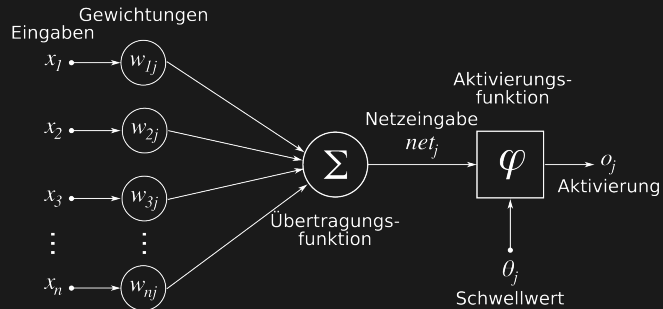 Gewichtungen
Eingaben
x1 w1j
x2 w2j
x3 w3j
xn wnj
Σ
Übertragungs-
funktion
Netzeingabe
netj
Aktivierungs-
funktion
φ
oj
Aktivierung
θj
Schwellwert